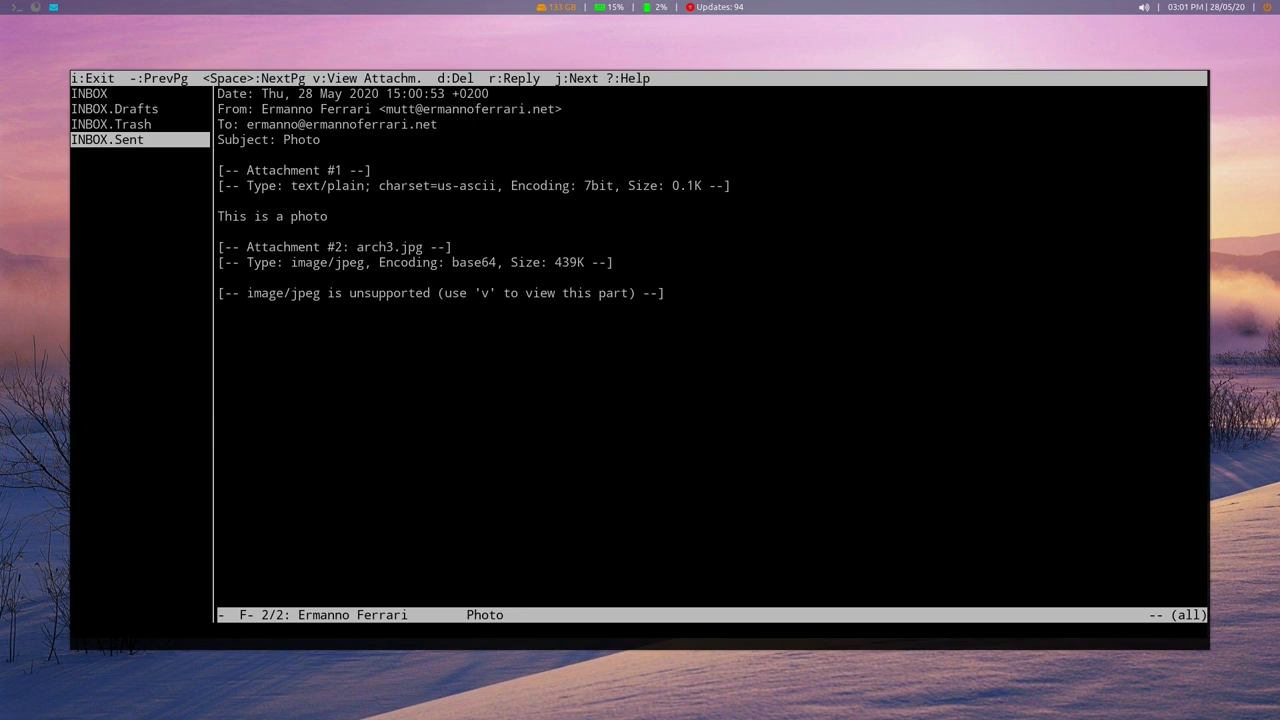 133 GB | 15% | 2% | Updates: 94 | 03:01 PM | 28/05/20 |
i:Exit -:PrevPg <Space>:NextPg v:View Attachm. d:Del r:Reply j:Next ?:Help
INBOX
INBOX.Drafts
INBOX.Trash
INBOX.Sent
Date: Thu, 28 May 2020 15:00:53 +0200
From: Ermanno Ferrari <mutt@ermannoferrari.net>
To: ermanno@ermannoferrari.net
Subject: Photo
[-- Attachment #1 --]
[-- Type: text/plain; charset=us-ascii, Encoding: 7bit, Size: 0.1K --]
This is a photo
[-- Attachment #2: arch3.jpg --]
[-- Type: image/jpeg, Encoding: base64, Size: 439K --]
[-- image/jpeg is unsupported (use 'v' to view this part) --]
- F- 2/2: Ermanno Ferrari Photo -- (all)